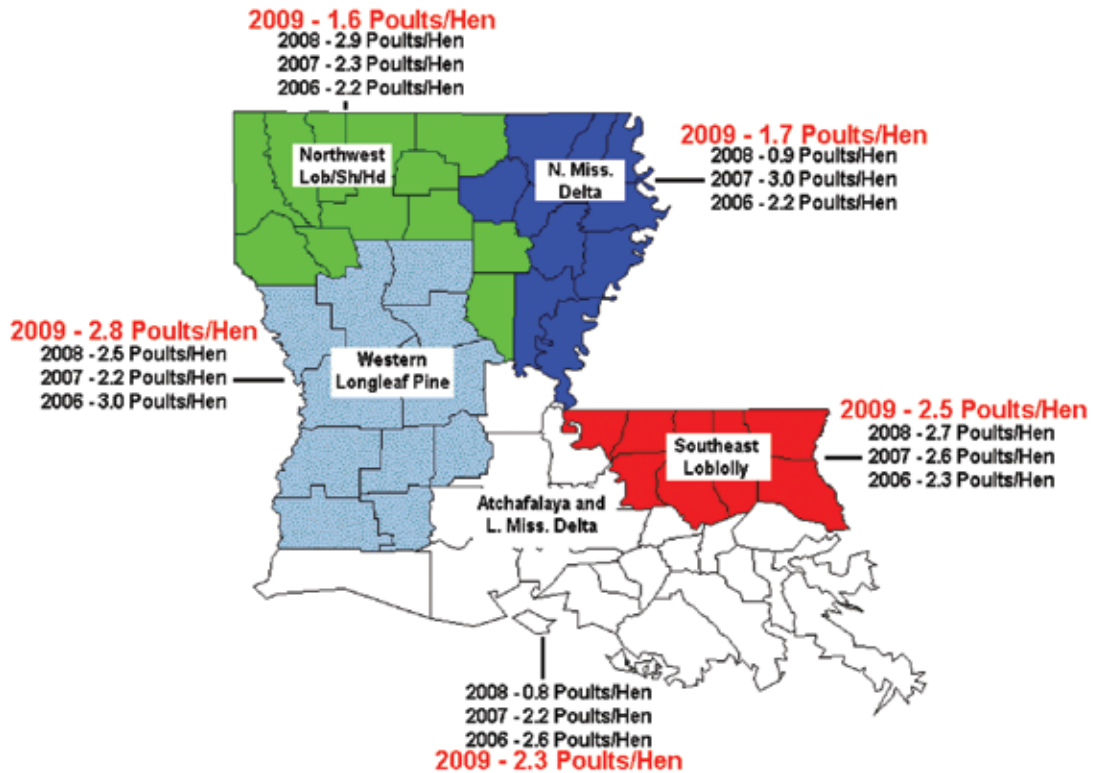 2009 - 1.6 Poults/Hen
2008 - 2.9 Poults/Hen
2007 - 2.3 Poults/Hen
2006 - 2.2 Poults/Hen
Northwest
Lob/Sh/Hd
N. Miss.
Delta
2009 - 1.7 Poults/Hen
2008 - 0.9 Poults/Hen
2007 - 3.0 Poults/Hen
2006 - 2.2 Poults/Hen
2009 - 2.8 Poults/Hen
2008 - 2.5 Poults/Hen
2007 - 2.2 Poults/Hen
2006 - 3.0 Poults/Hen
Western
Longleaf Pine
Southeast
Loblolly
2009 - 2.5 Poults/Hen
2008 - 2.7 Poults/Hen
2007 - 2.6 Poults/Hen
2006 - 2.3 Poults/Hen
Atchafalaya and
L. Miss. Delta
2008 - 0.8 Poults/Hen
2007 - 2.2 Poults/Hen
2006 - 2.6 Poults/Hen
2009 - 2.3 Poults/Hen